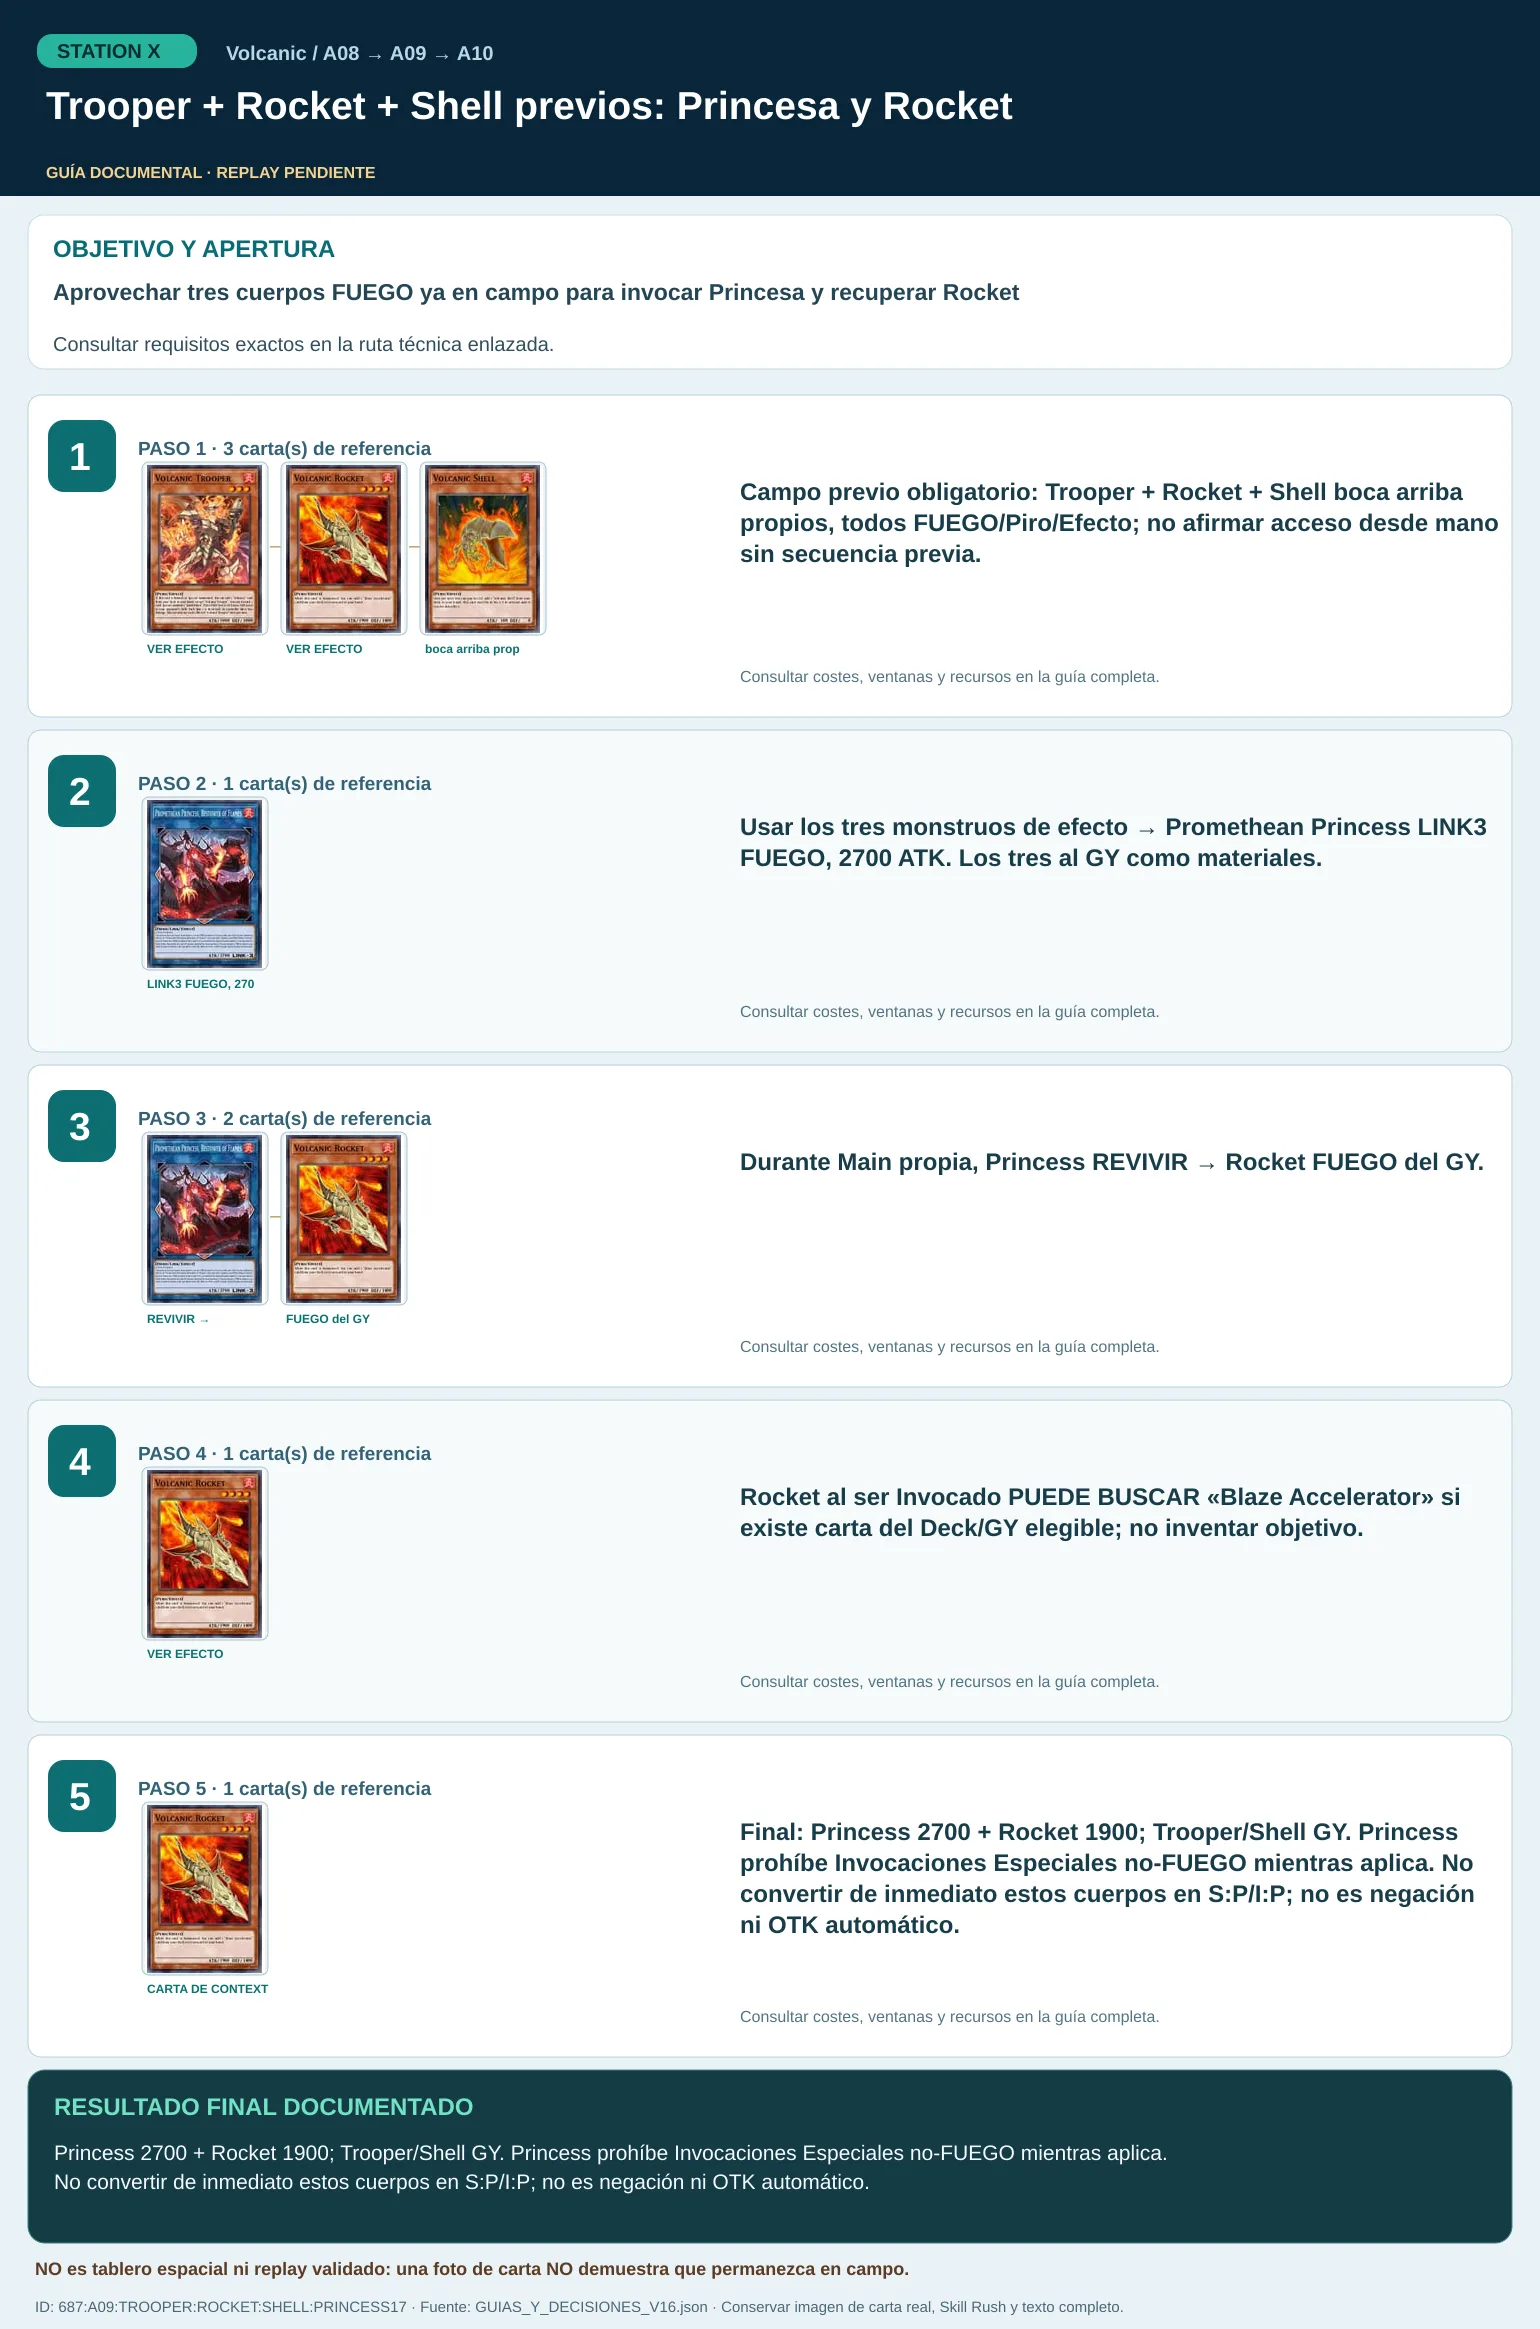 STATION X
Volcanic / A08 → A09 → A10
Trooper + Rocket + Shell previos: Princesa y Rocket
GUÍA DOCUMENTAL · REPLAY PENDIENTE
OBJETIVO Y APERTURA
Aprovechar tres cuerpos FUEGO ya en campo para invocar Princesa y recuperar Rocket
Consultar requisitos exactos en la ruta técnica enlazada.
1
PASO 1 · 3 carta(s) de referencia
VOLCANIC TROOPER
VOLCANIC ROCKET
VOLCANIC SHELL
VER EFECTO
VER EFECTO
boca arriba prop
Campo previo obligatorio: Trooper + Rocket + Shell boca arriba
propios, todos FUEGO/Piro/Efecto; no afirmar acceso desde mano
sin secuencia previa.
Consultar costes, ventanas y recursos en la guía completa.
2
PASO 2 · 1 carta(s) de referencia
PROMETHEAN PRINCESS, BESTOWER OF FLAMES
LINK-3
LINK3 FUEGO, 270
Usar los tres monstruos de efecto → Promethean Princess LINK3
FUEGO, 2700 ATK. Los tres al GY como materiales.
Consultar costes, ventanas y recursos en la guía completa.
3
PASO 3 · 2 carta(s) de referencia
PROMETHEAN PRINCESS, BESTOWER OF FLAMES
LINK-3
VOLCANIC ROCKET
REVIVIR →
FUEGO del GY
Durante Main propia, Princess REVIVIR → Rocket FUEGO del GY.
Consultar costes, ventanas y recursos en la guía completa.
4
PASO 4 · 1 carta(s) de referencia
VOLCANIC ROCKET
VER EFECTO
Rocket al ser Invocado PUEDE BUSCAR «Blaze Accelerator» si
existe carta del Deck/GY elegible; no inventar objetivo.
Consultar costes, ventanas y recursos en la guía completa.
5
PASO 5 · 1 carta(s) de referencia
VOLCANIC ROCKET
CARTA DE CONTEXT
Final: Princess 2700 + Rocket 1900; Trooper/Shell GY. Princess
prohíbe Invocaciones Especiales no-FUEGO mientras aplica. No
convertir de inmediato estos cuerpos en S:P/I:P; no es negación
ni OTK automático.
Consultar costes, ventanas y recursos en la guía completa.
RESULTADO FINAL DOCUMENTADO
Princess 2700 + Rocket 1900; Trooper/Shell GY. Princess prohíbe Invocaciones Especiales no-FUEGO mientras aplica.
No convertir de inmediato estos cuerpos en S:P/I:P; no es negación ni OTK automático.
NO es tablero espacial ni replay validado: una foto de carta NO demuestra que permanezca en campo.
ID: 687:A09:TROOPER:ROCKET:SHELL:PRINCESS17 · Fuente: GUIAS_Y_DECISIONES_V16.json · Conservar imagen de carta real, Skill Rush y texto completo.